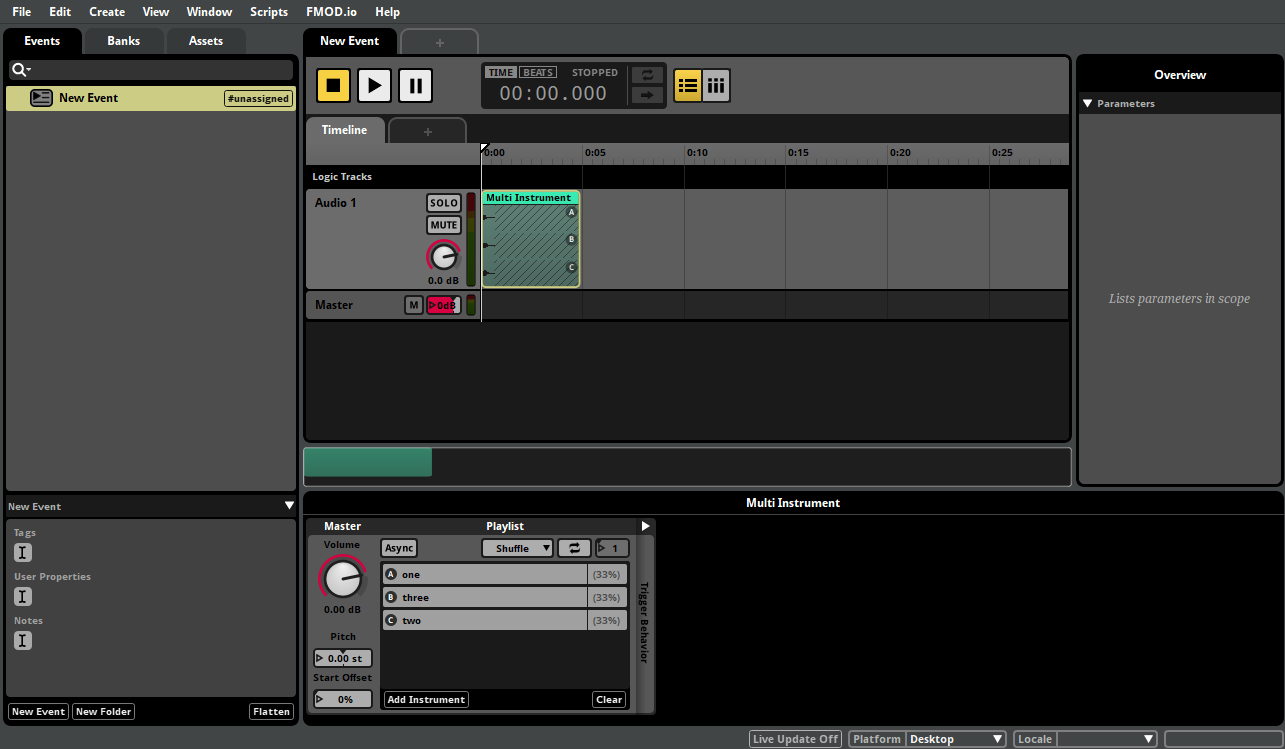 File Edit Create View Window Scripts FMOD.io Help
Events Banks Assets
New Event +
New Event #unassigned
TIME BEATS STOPPED
00:00.000
Overview
Parameters
Lists parameters in scope
Timeline +
0:00 0:05 0:10 0:15 0:20 0:25
Logic Tracks
Audio 1
SOLO
MUTE
0.0 dB
Multi Instrument
A
B
C
Master M 0dB
New Event
Tags
User Properties
Notes
New Event New Folder Flatten
Multi Instrument
Master
Volume
0.00 dB
Pitch
0.00 st
Start Offset
0%
Playlist
Async Shuffle 1
A one (33%)
B three (33%)
C two (33%)
Add Instrument Clear
Trigger Behavior
Live Update Off Platform Desktop Locale